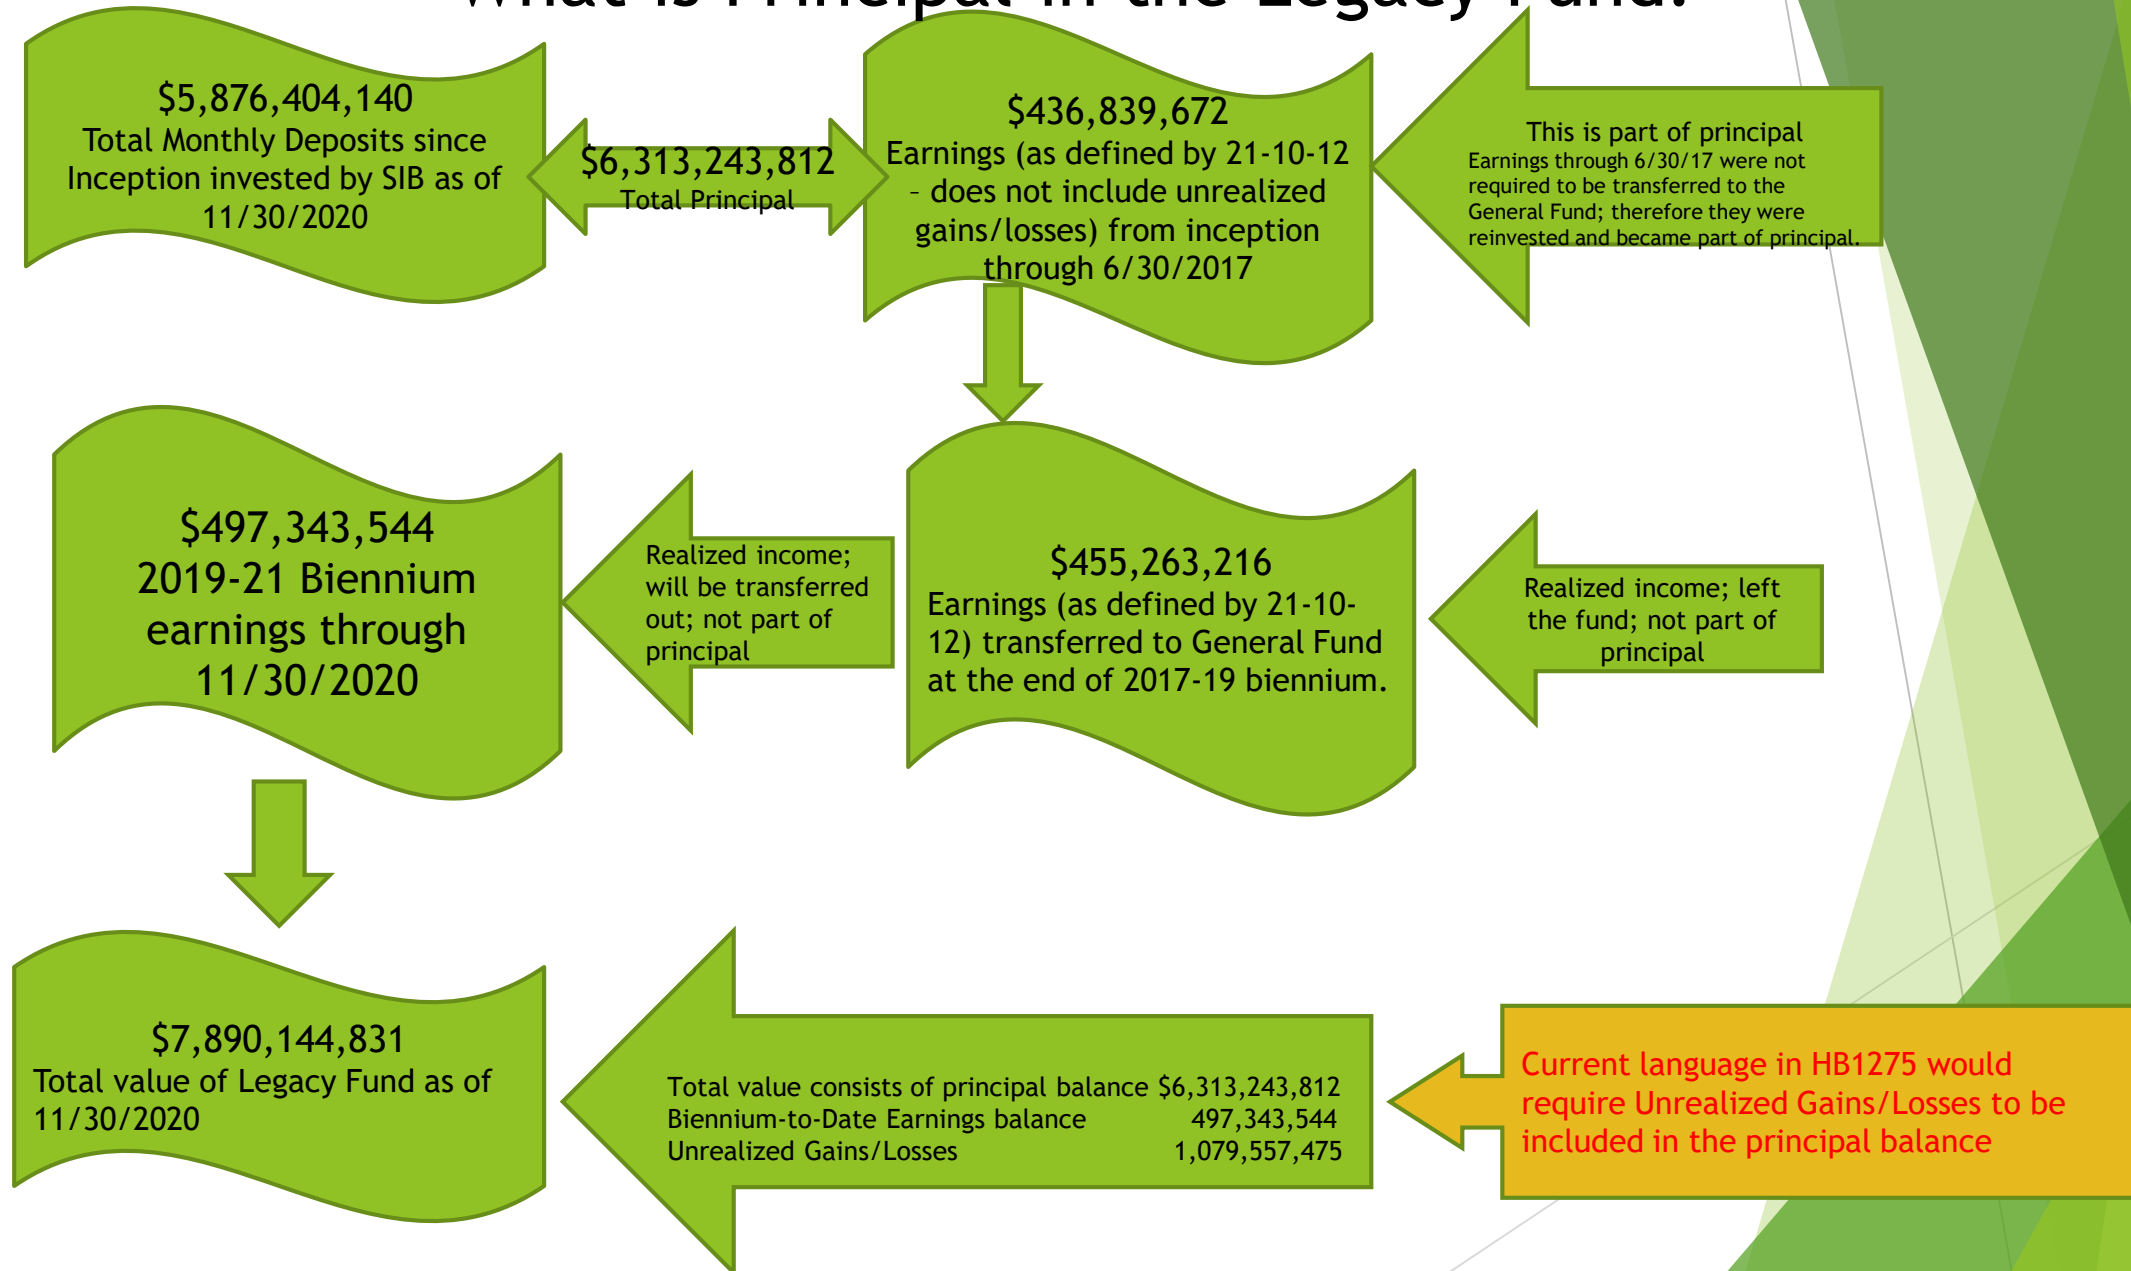 What is Principal in the Legacy Fund?
$5,876,404,140
Total Monthly Deposits since
Inception invested by SIB as of
11/30/2020
$6,313,243,812
Total Principal
$436,839,672
Earnings (as defined by 21-10-12
– does not include unrealized
gains/losses) from inception
through 6/30/2017
This is part of principal
Earnings through 6/30/17 were not
required to be transferred to the
General Fund; therefore they were
reinvested and became part of principal.
$497,343,544
2019-21 Biennium
earnings through
11/30/2020
Realized income;
will be transferred
out; not part of
principal
$455,263,216
Earnings (as defined by 21-10-
12) transferred to General Fund
at the end of 2017-19 biennium.
Realized income; left
the fund; not part of
principal
$7,890,144,831
Total value of Legacy Fund as of
11/30/2020
Total value consists of principal balance $6,313,243,812
Biennium-to-Date Earnings balance 497,343,544
Unrealized Gains/Losses 1,079,557,475
Current language in HB1275 would
require Unrealized Gains/Losses to be
included in the principal balance